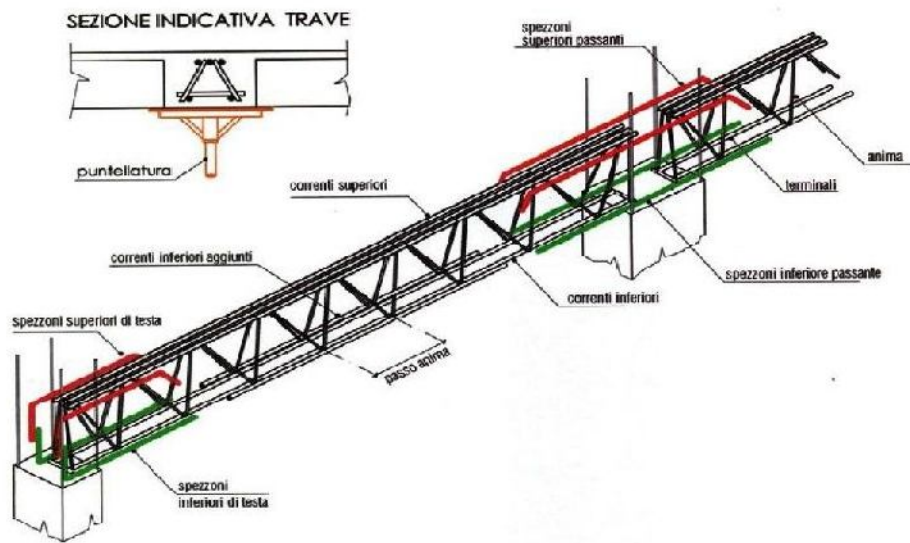 SEZIONE INDICATIVA TRAVE
puntellatura
spezzoni
superiori passanti
anima
terminali
correnti superiori
correnti inferiori aggiunti
spezzoni inferiore passante
correnti inferiori
spezzoni superiori di testa
passo anima
spezzoni
inferiori di testa